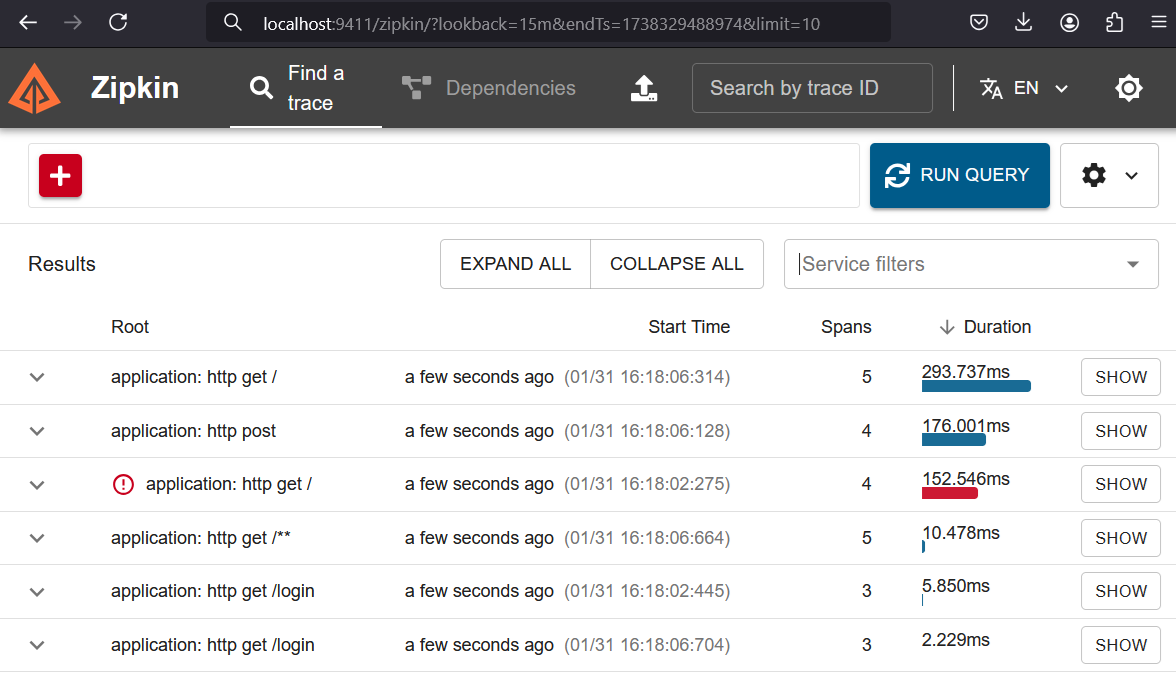 localhost:9411/zipkin/?lookback=15m&endTs=1738329488974&limit=10
Zipkin
Find a
trace
Dependencies
Search by trace ID
EN
RUN QUERY
Results
EXPAND ALL
COLLAPSE ALL
Service filters
Root Start Time Spans Duration
application: http get / a few seconds ago (01/31 16:18:06:314) 5 293.737ms SHOW
application: http post a few seconds ago (01/31 16:18:06:128) 4 176.001ms SHOW
application: http get / a few seconds ago (01/31 16:18:02:275) 4 152.546ms SHOW
application: http get /** a few seconds ago (01/31 16:18:06:664) 5 10.478ms SHOW
application: http get /login a few seconds ago (01/31 16:18:02:445) 3 5.850ms SHOW
application: http get /login a few seconds ago (01/31 16:18:06:704) 3 2.229ms SHOW